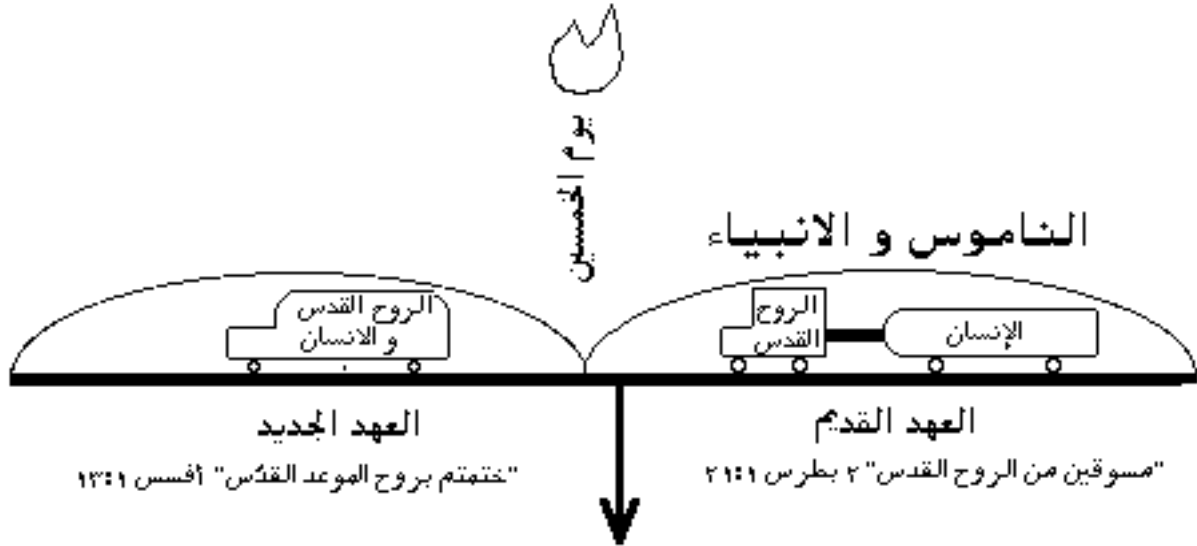 يوم الخمسين
الناموس و الانبياء
الروح
القدس
الإنسان
الروح القدس
و الانسان
العهد القديم
"مسوقين من الروح القدس" ٢ بطرس ٢١:١
العهد الجديد
"ختمتم بروح الموعد القدّس" أفسس ١٣:١